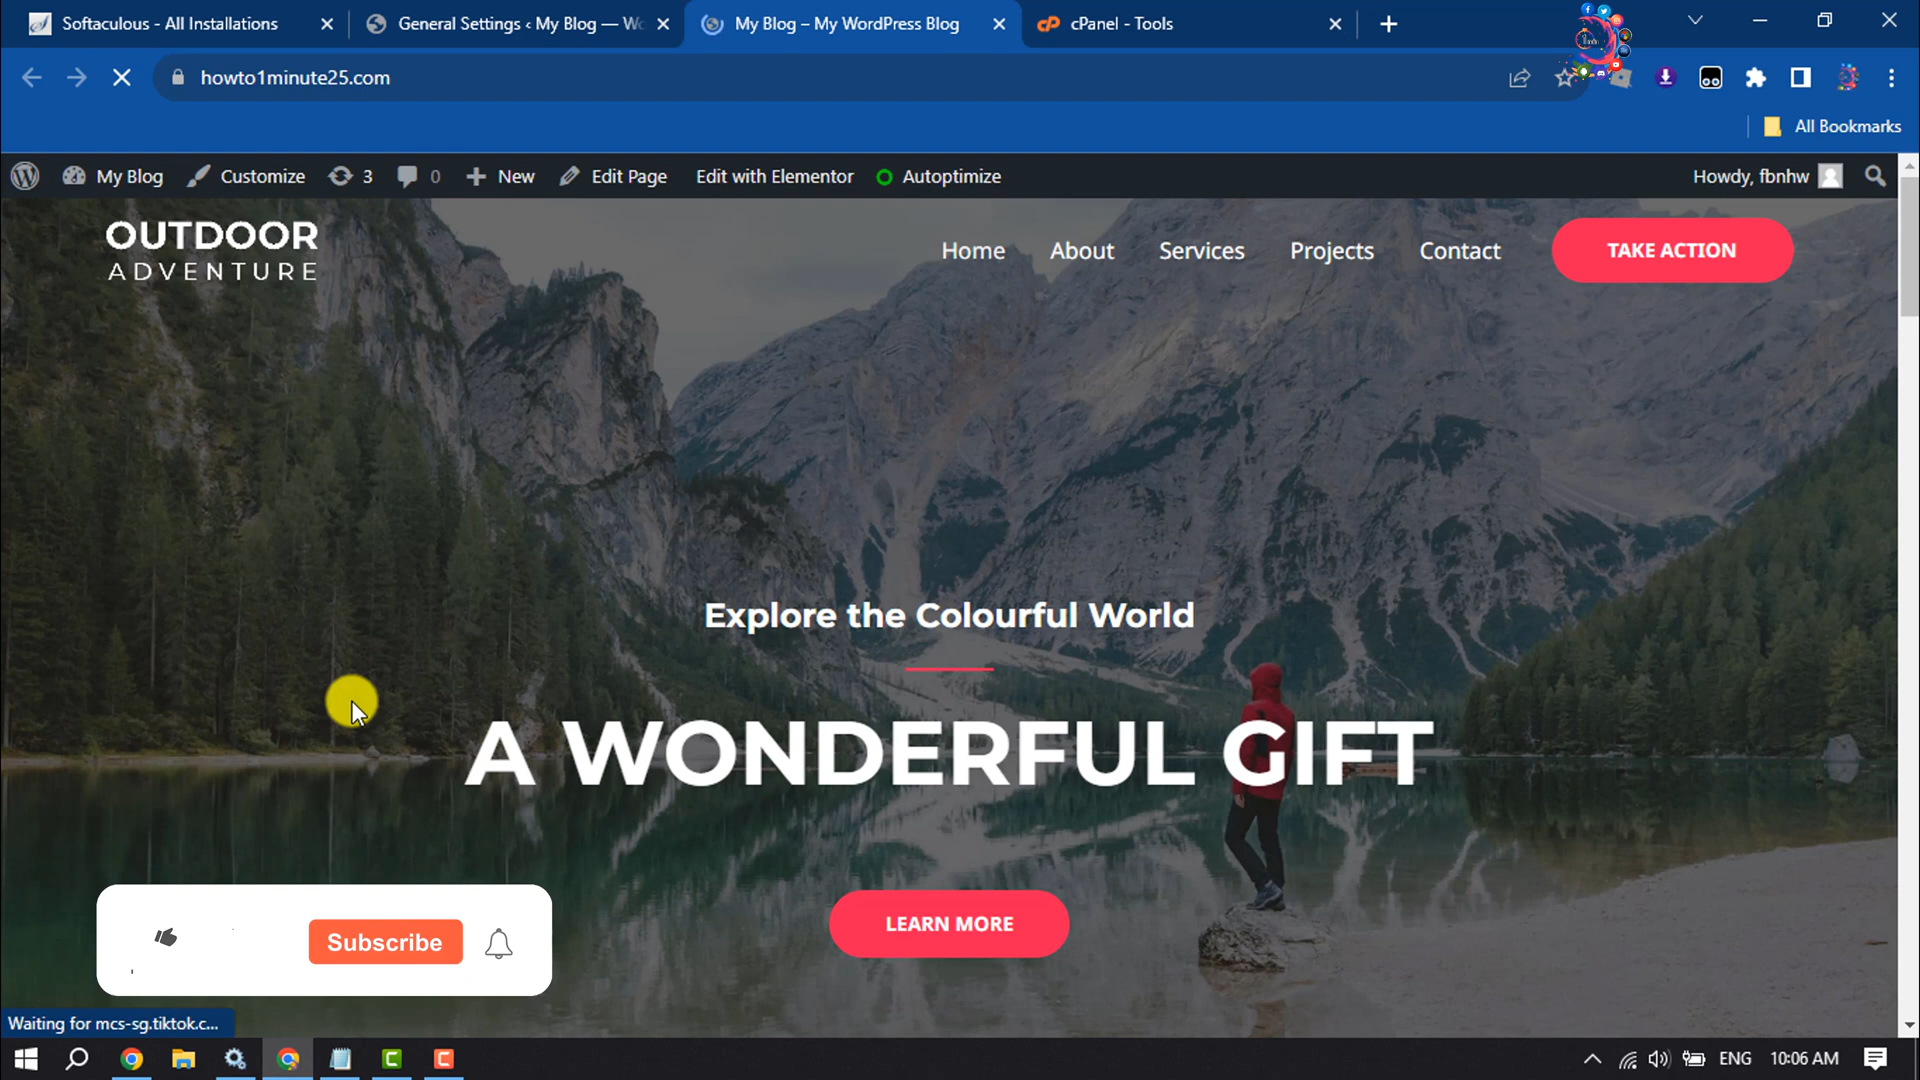 Softaculous - All Installations
General Settings ‹ My Blog — Wo
My Blog – My WordPress Blog
cPanel - Tools
howto1minute25.com
All Bookmarks
My Blog
Customize
3
0
New
Edit Page
Edit with Elementor
Autoptimize
Howdy, fbnhw
OUTDOOR
ADVENTURE
Home
About
Services
Projects
Contact
TAKE ACTION
Explore the Colourful World
A WONDERFUL GIFT
LEARN MORE
Subscribe
Waiting for mcs-sg.tiktok.c...
ENG
10:06 AM